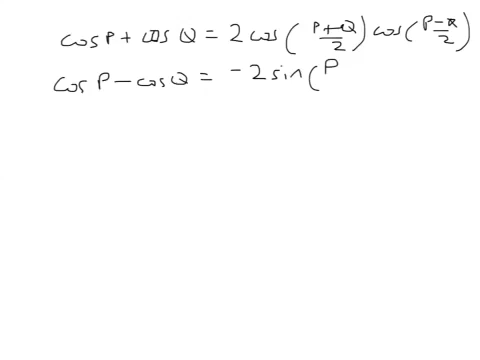 cos P + cos Q = 2 cos ( P+Q/2 ) cos ( P-Q/2 )
cos P - cos Q = -2 sin ( P